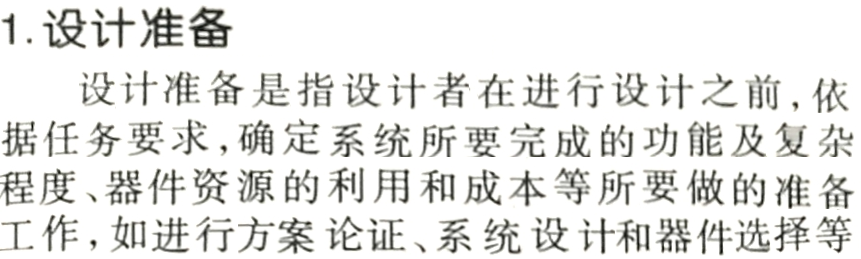 1. 设计准备
设计准备是指设计者在进行设计之前,依
据任务要求,确定系统所要完成的功能及复杂
程度、器件资源的利用和成本等所要做的准备
工作,如进行方案论证、系统设计和器件选择等